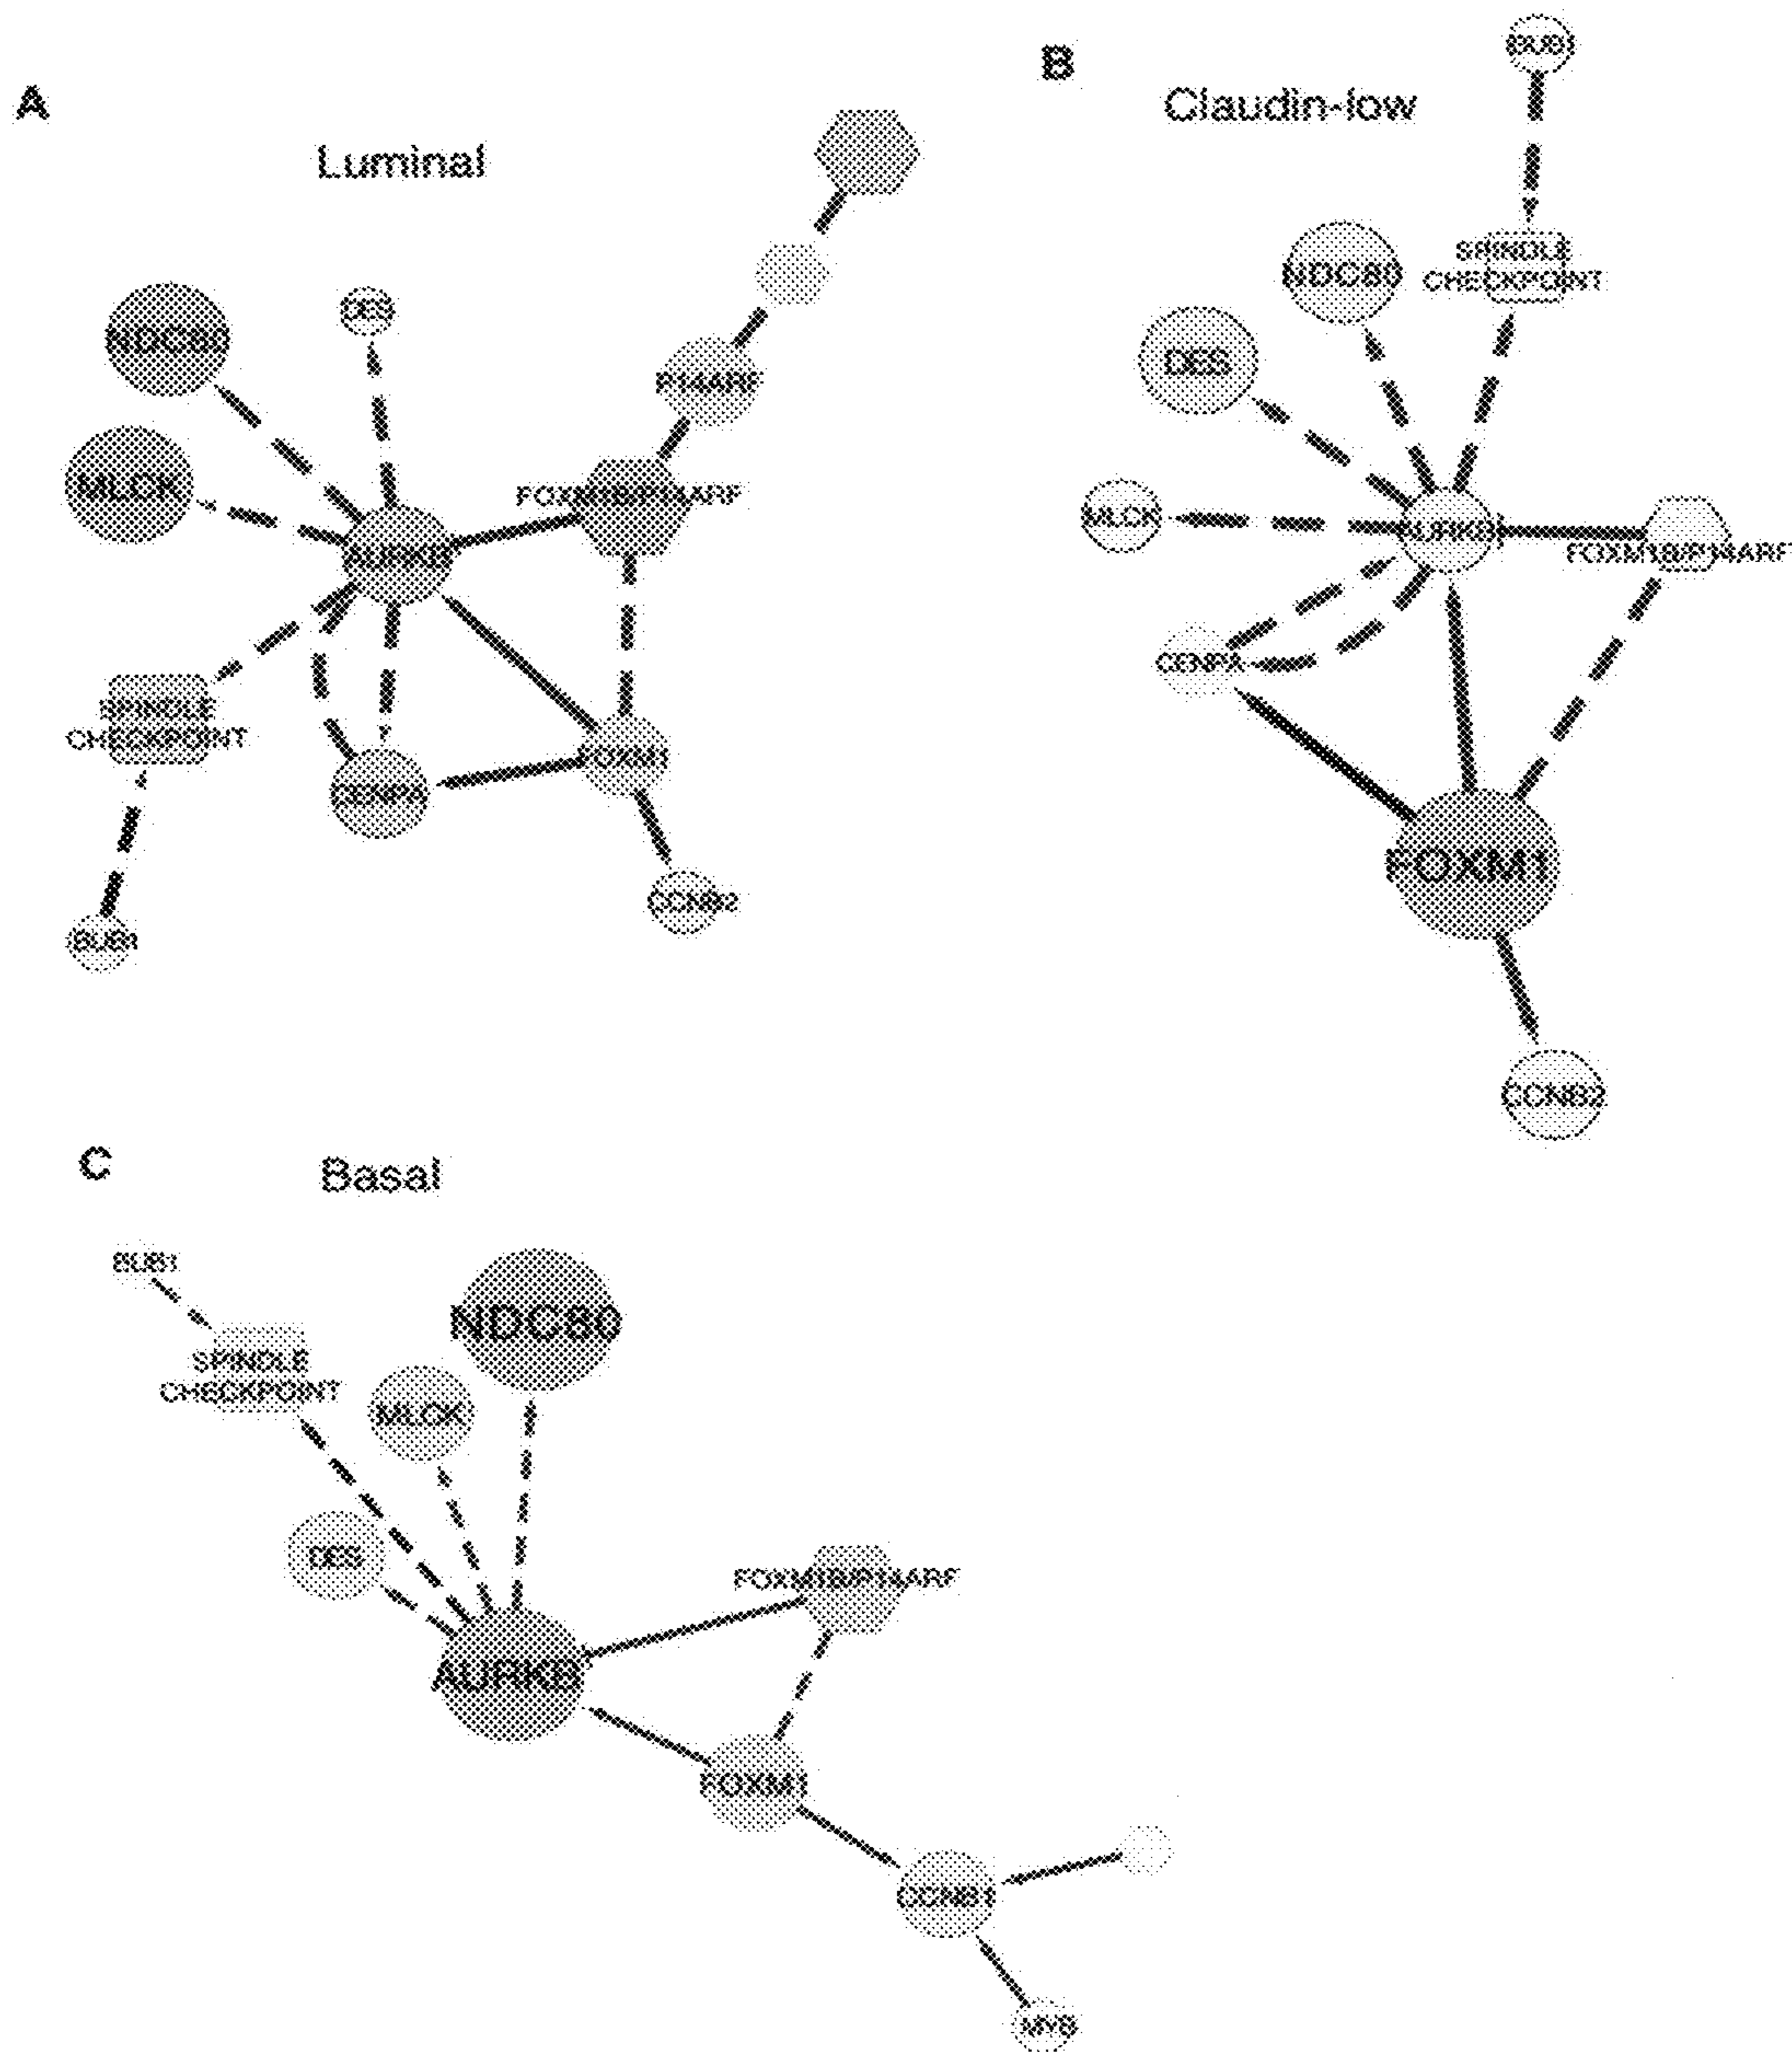 A
Luminal
NDC80
DES
P14ARF
MLCK
FOXM1B/P14ARF
AURKB
SPINDLE
CHECKPOINT
CENPA
FOXM1
CCNB2
BUB1
B
Claudin-low
BUB1
SPINDLE
CHECKPOINT
NDC80
DES
MLCK
AURKB
FOXM1B/P14ARF
CENPA
FOXM1
CCNB2
C
Basal
BUB1
NDC80
SPINDLE
CHECKPOINT
MLCK
DES
FOXM1B/P14ARF
AURKB
FOXM1
CCNB1
MYB